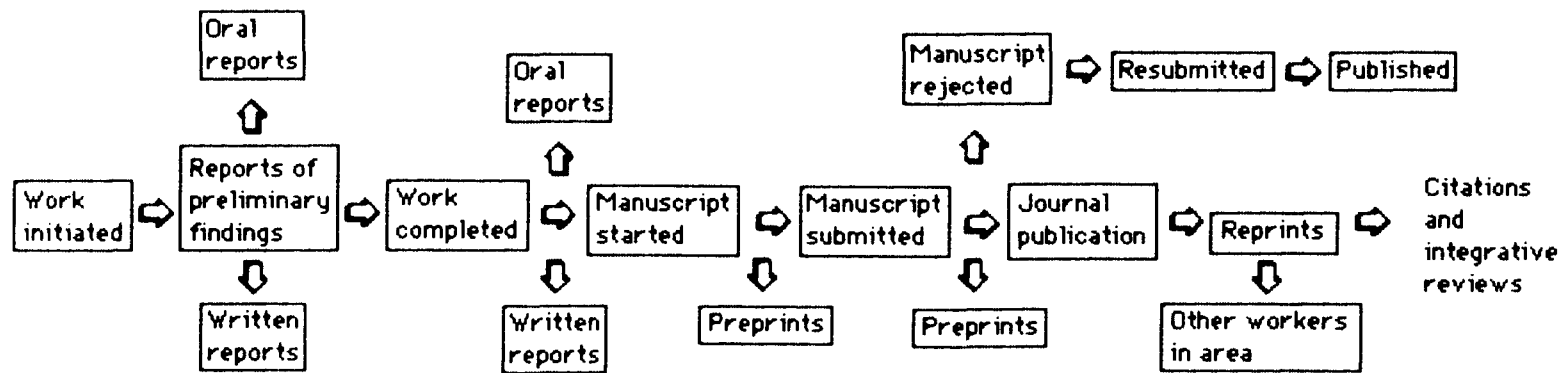 Oral
reports
Oral
reports
Manuscript
rejected
Resubmitted
Published
Work
initiated
Reports of
preliminary
findings
Work
completed
Manuscript
started
Manuscript
submitted
Journal
publication
Reprints
Citations
and
integrative
reviews
Written
reports
Written
reports
Preprints
Preprints
Other workers
in area